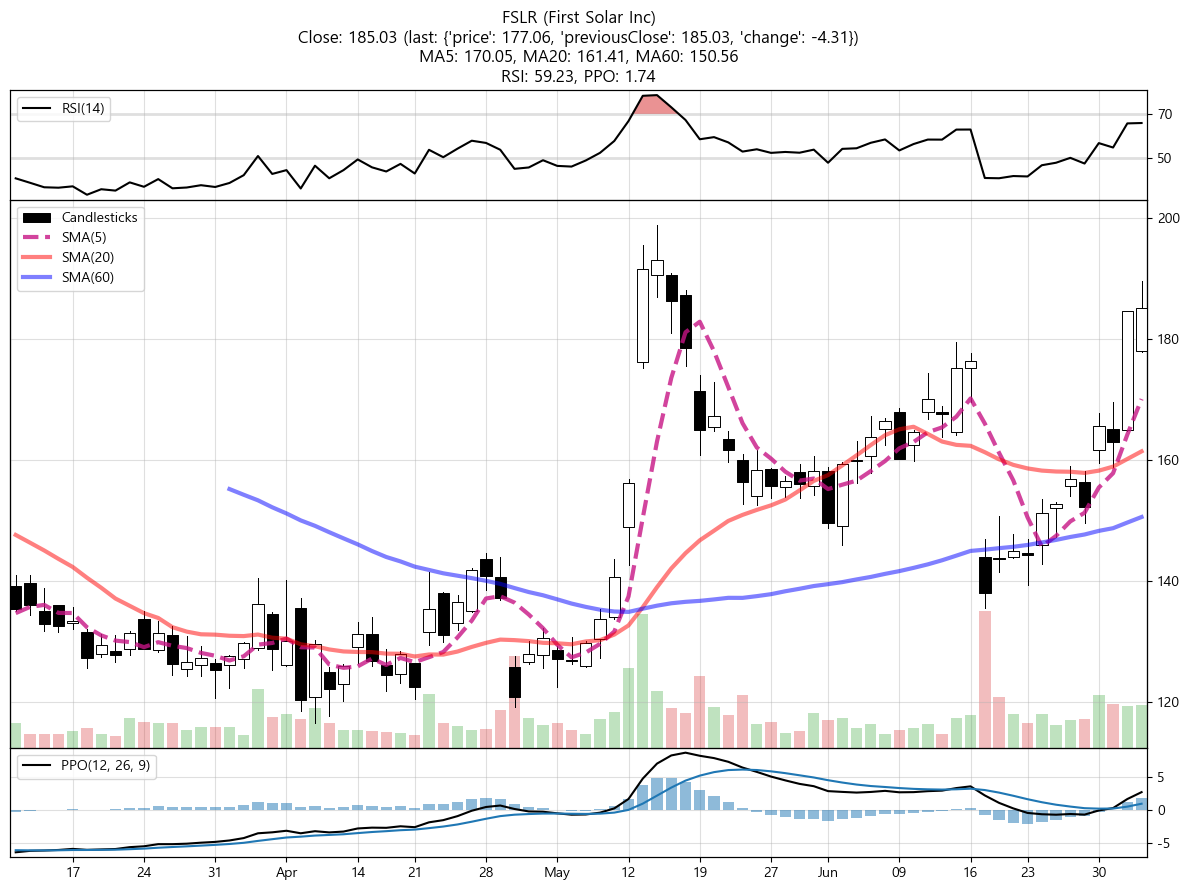 FSLR (First Solar Inc)
Close: 185.03 (last: {'price': 177.06, 'previousClose': 185.03, 'change': -4.31})
MA5: 170.05, MA20: 161.41, MA60: 150.56
RSI: 59.23, PPO: 1.74
RSI(14)
70
50
Candlesticks
SMA(5)
SMA(20)
SMA(60)
200
180
160
140
120
PPO(12, 26, 9)
5
0
-5
17 24 31 Apr 14 21 28 May 12 19 27 Jun 09 16 23 30